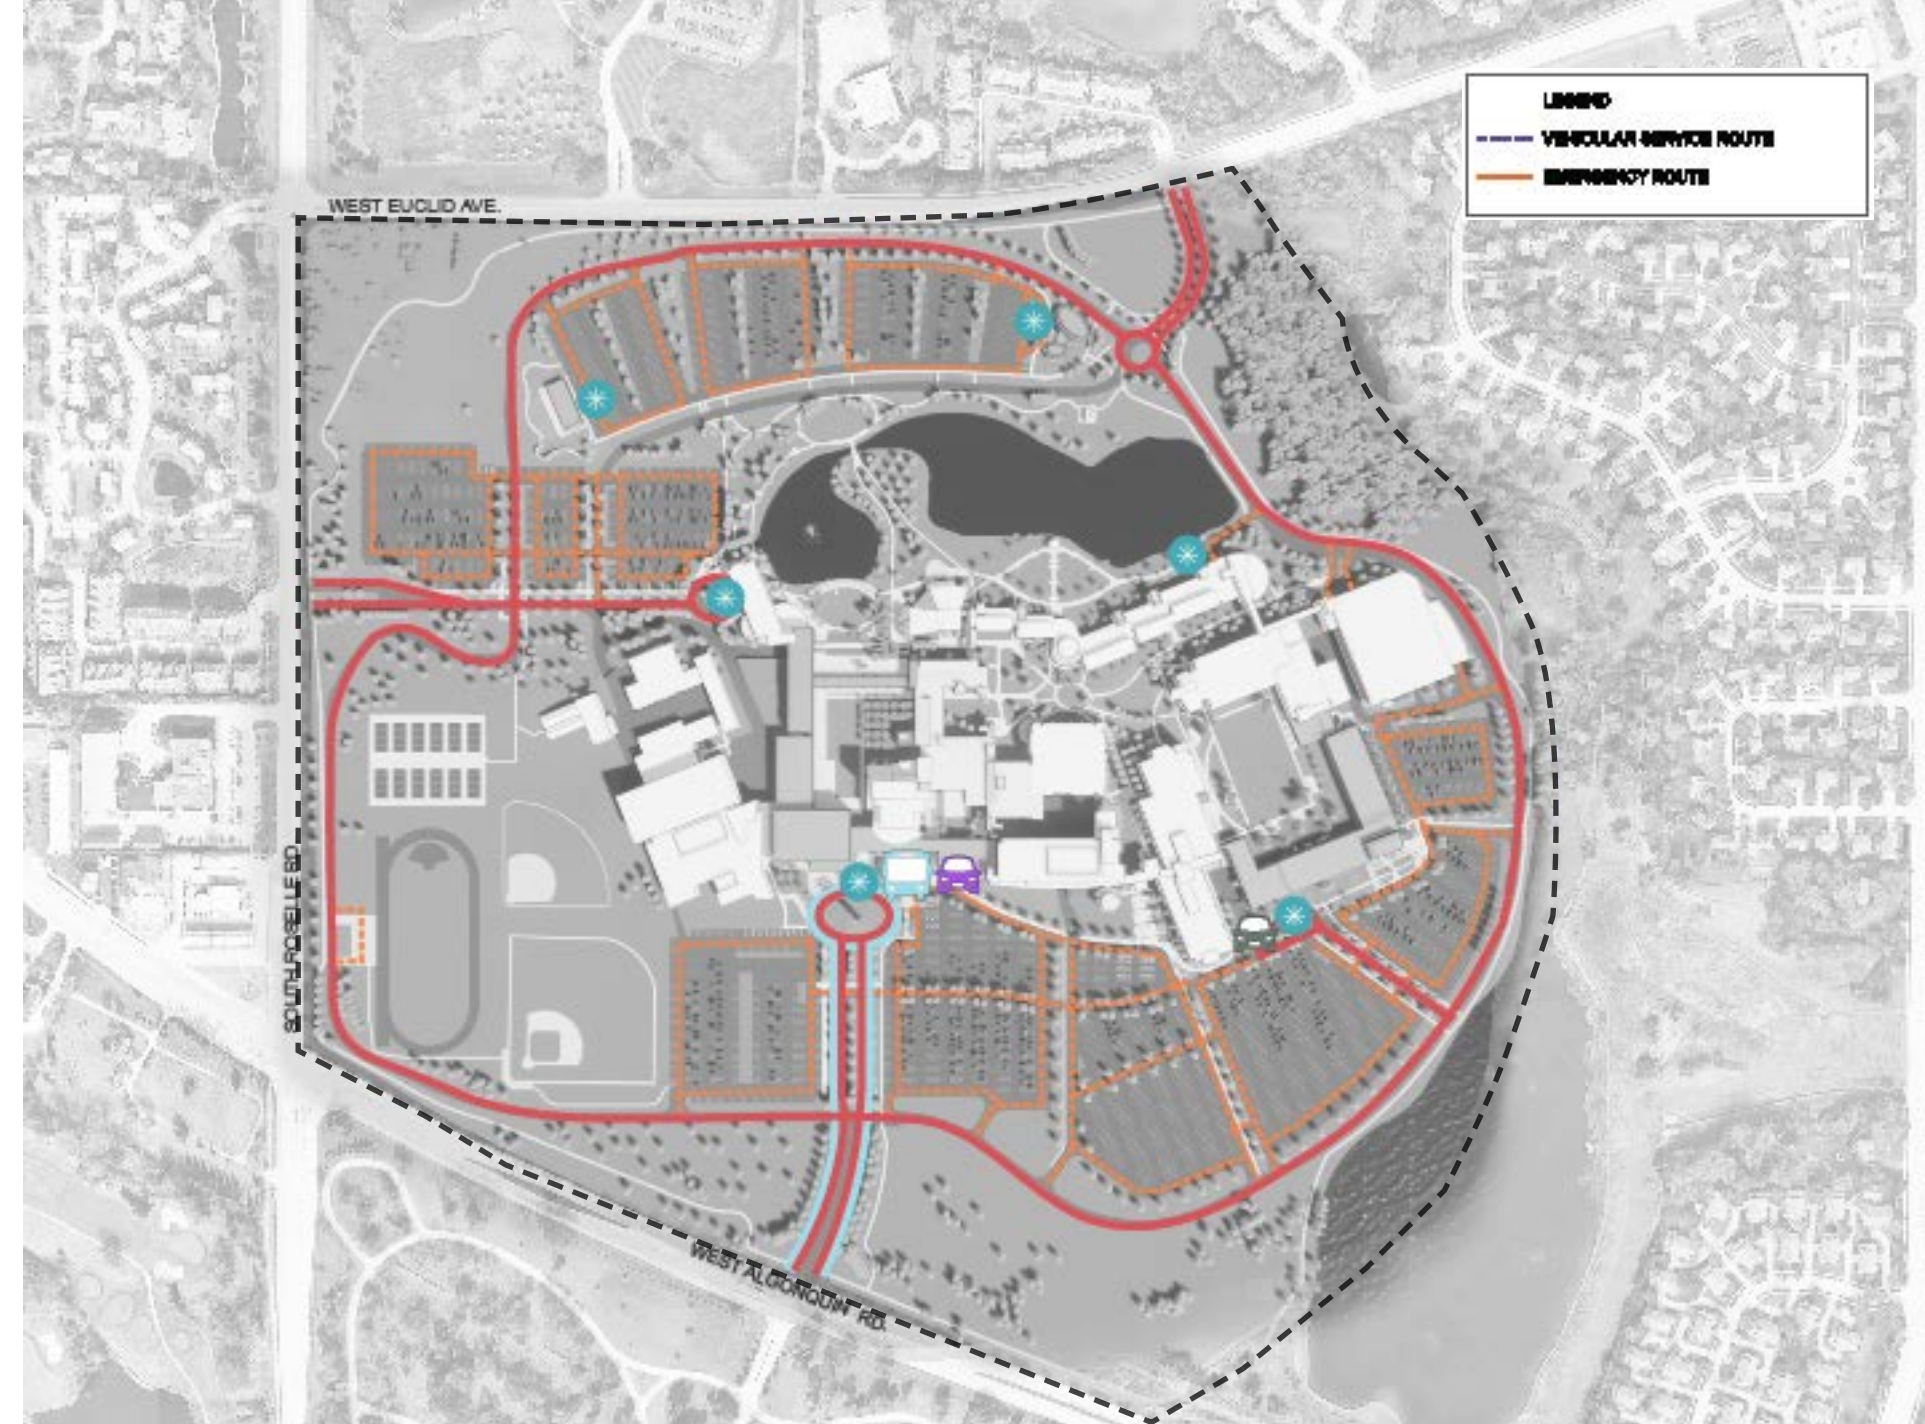 LEGEND
VEHICULAR SERVICE ROUTE
EMERGENCY ROUTE
WEST EUCLID AVE.
SOUTH ROSELLE RD.
WEST ALGONQUIN RD.